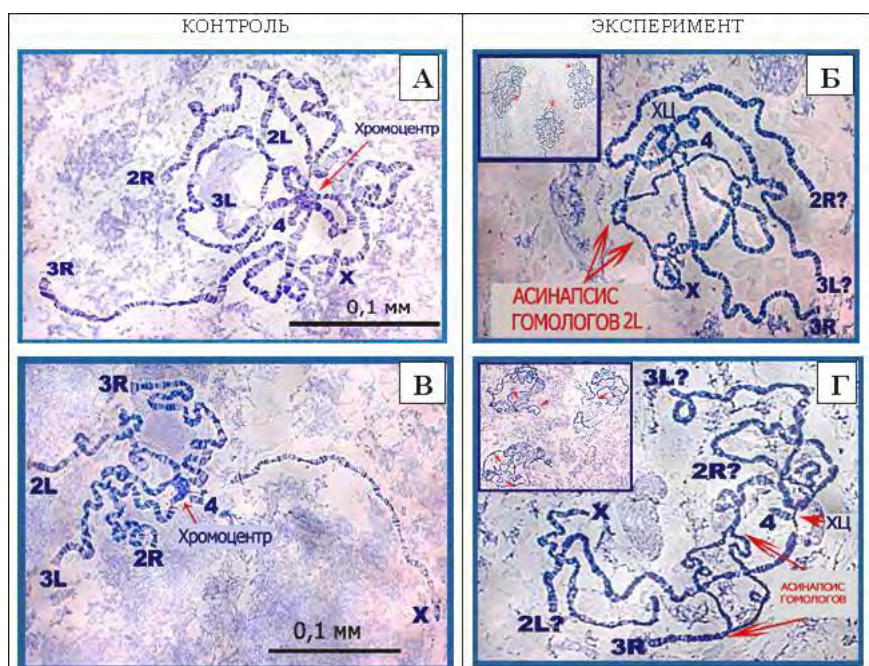 КОНТРОЛЬ
ЭКСПЕРИМЕНТ
А
2L
Хромоцентр
2R
3L
4
3R
X
0,1 мм
Б
ХЦ
4
2R?
АСИНАПСИС
ГОМОЛОГОВ 2L
X
3L?
3R
В
3R
2L
4
Хромоцентр
3L
2R
X
0,1 мм
Г
3L?
2R?
X
4
ХЦ
АСИНАПСИС
ГОМОЛОГОВ
2L?
3R